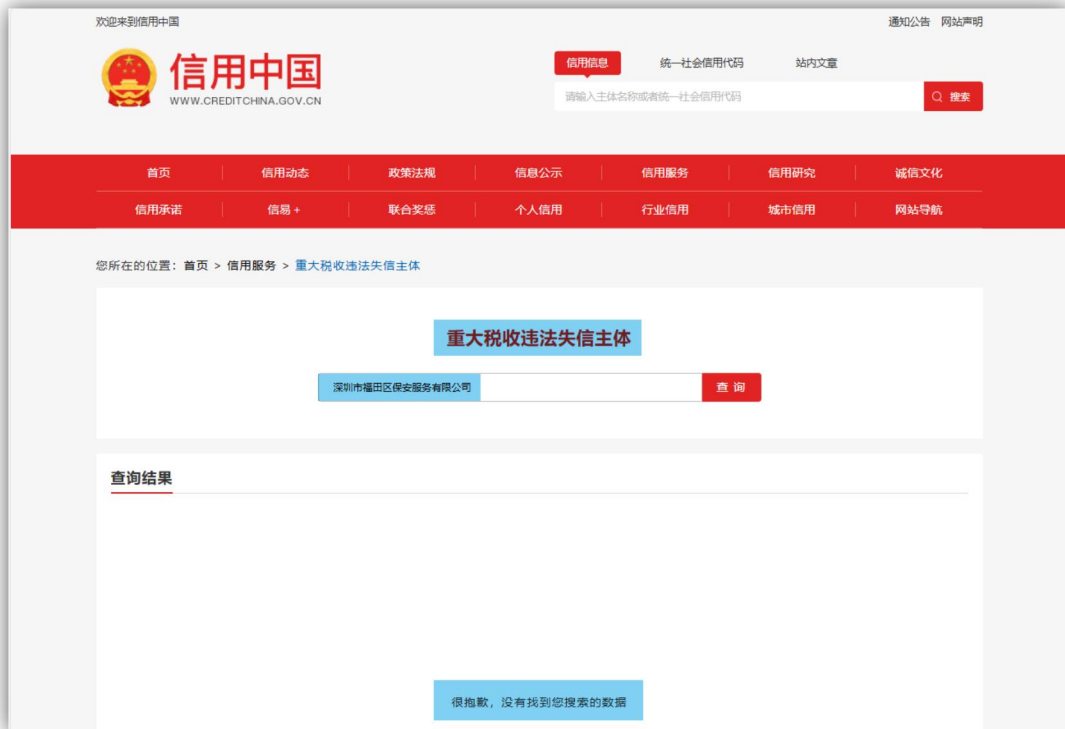 欢迎来到信用中国
通知公告 网站声明
信用中国
WWW.CREDITCHINA.GOV.CN
信用信息 统一社会信用代码 站内文章
请输入主体名称或者统一社会信用代码
搜索
首页 信用动态 政策法规 信息公示 信用服务 信用研究 诚信文化
信用承诺 信易+ 联合奖惩 个人信用 行业信用 城市信用 网站导航
您所在的位置：首页 > 信用服务 > 重大税收违法失信主体
重大税收违法失信主体
深圳市福田区保安服务有限公司 查询
查询结果
很抱歉，没有找到您搜索的数据